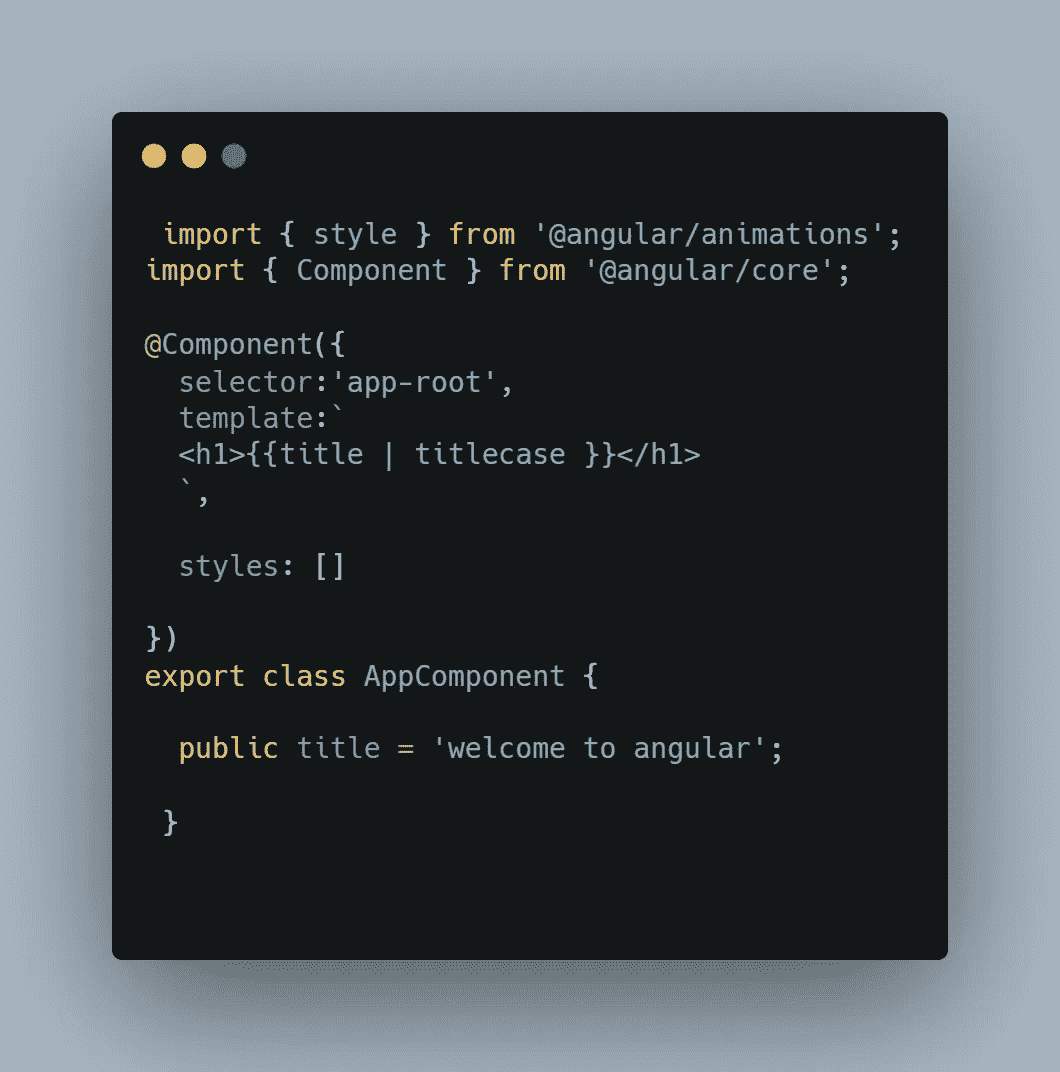 import { style } from '@angular/animations';
import { Component } from '@angular/core';
@Component({
selector:'app-root',
template:`
<h1>{{title | titlecase }}</h1>
`,
styles: []
})
export class AppComponent {
public title = 'welcome to angular';
}